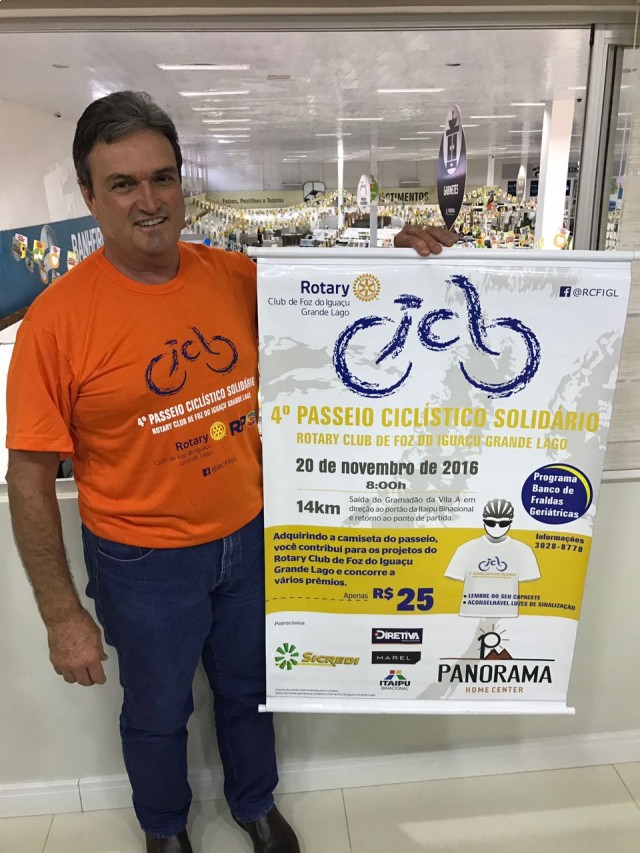 GABINETES
Faixas, Pastilhas e Tozetos
BANHEIR
Rotary
Club de Foz do Iguaçu
Grande Lago
@RCFIGL
4º PASSEIO CICLÍSTICO SOLIDÁRIO
ROTARY CLUB DE FOZ DO IGUAÇU GRANDE LAGO
20 de novembro de 2016
8:00h
14km
Saída do Gramadão da Vila A em
direção ao portão da Itaipu Binacional
e retorno ao ponto de partida.
Programa
Banco de
Fraldas
Geriátricas
Informações
3028-8778
Adquirindo a camiseta do passeio,
você contribui para os projetos do
Rotary Club de Foz do Iguaçu
Grande Lago e concorre a
vários prêmios.
Apenas R$ 25
• LEMBRE DO SEU CAPACETE
• ACONSELHÁVEL LUZES DE SINALIZAÇÃO
Patrocínios
SICREDI
DIRETIVA
MAREL
ITAIPU
BINACIONAL
PANORAMA
HOME CENTER
4º PASSEIO CICLÍSTICO SOLIDÁRIO
ROTARY CLUB DE FOZ DO IGUAÇU GRANDE LAGO
Rotary
Club de Foz do Iguaçu
Grande Lago
@RCFIGL